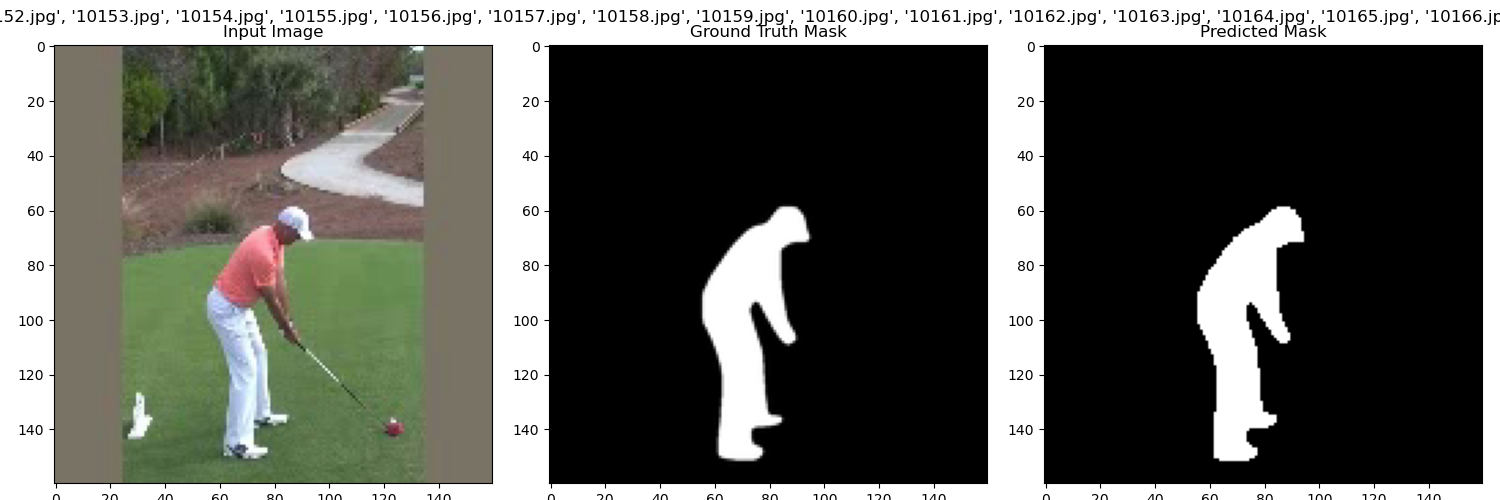 52.jpg', '10153.jpg', '10154.jpg', '10155.jpg', '10156.jpg', '10157.jpg', '10158.jpg', '10159.jpg', '10160.jpg', '10161.jpg', '10162.jpg', '10163.jpg', '10164.jpg', '10165.jpg', '10166.jp
Input Image Ground Truth Mask Predicted Mask
0 0 0
20 20 20
40 40 40
60 60 60
80 80 80
100 100 100
120 120 120
140 140 140
0 20 40 60 80 100 120 140 0 20 40 60 80 100 120 140 0 20 40 60 80 100 120 140